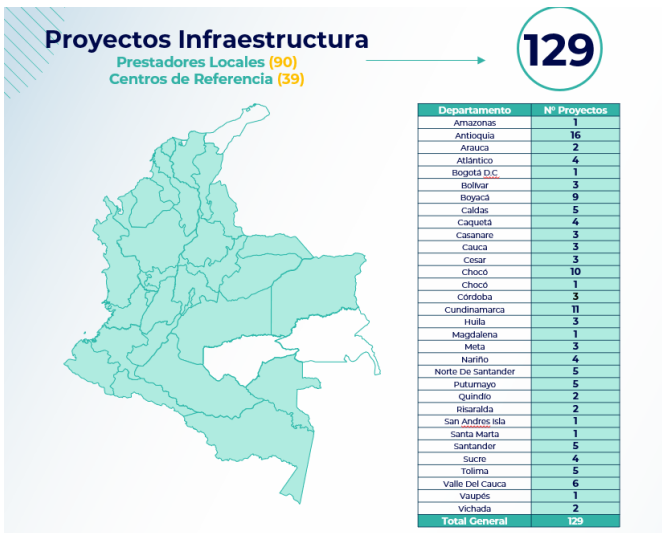 Proyectos Infraestructura
Prestadores Locales (90)
Centros de Referencia (39)
129
Departamento Nº Proyectos
Amazonas 1
Antioquia 16
Arauca 2
Atlántico 4
Bogotá D.C 1
Bolívar 3
Boyacá 9
Caldas 5
Caquetá 4
Casanare 3
Cauca 3
Cesar 3
Chocó 10
Chocó 1
Córdoba 3
Cundinamarca 11
Huila 3
Magdalena 1
Meta 3
Nariño 4
Norte De Santander 5
Putumayo 5
Quindío 2
Risaralda 2
San Andres Isla 1
Santa Marta 1
Santander 5
Sucre 4
Tolima 5
Valle Del Cauca 6
Vaupés 1
Vichada 2
Total General 129